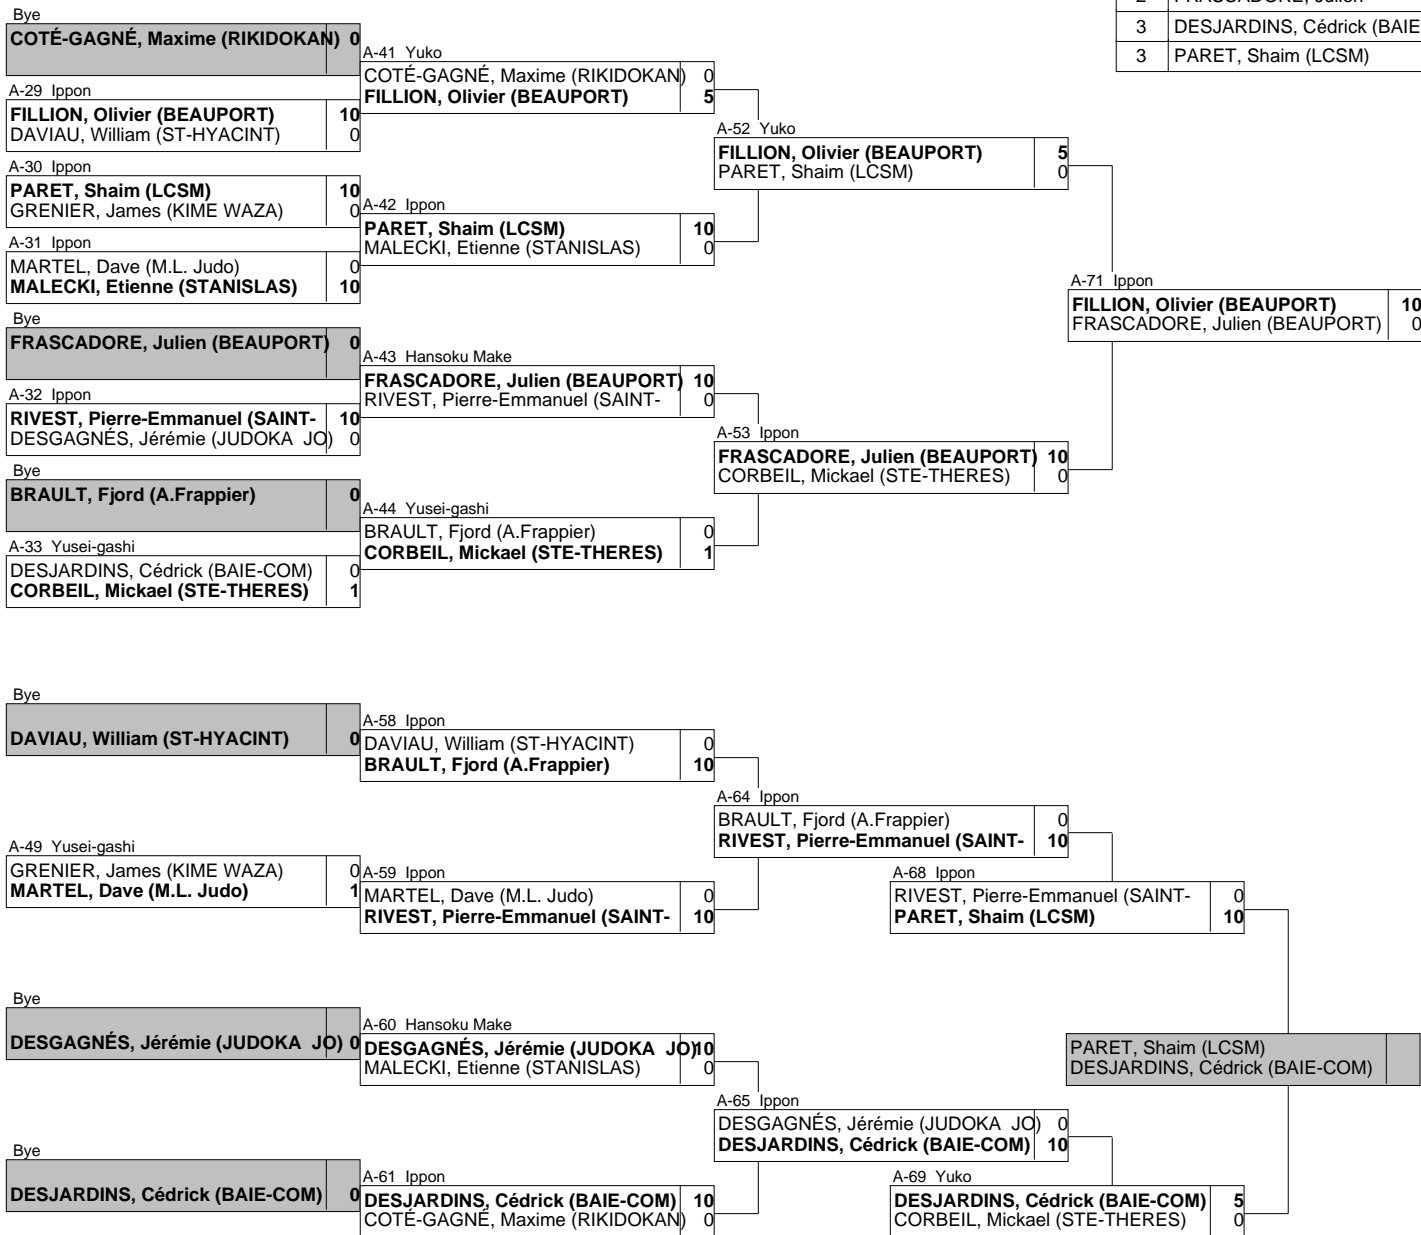 2 FRASCADORE, Julien
3 DESJARDINS, Cédrick (BAIE
3 PARET, Shaim (LCSM)
Bye
COTÉ-GAGNÉ, Maxime (RIKIDOKAN) 0
A-29 Ippon
FILLION, Olivier (BEAUPORT) 10
DAVIAU, William (ST-HYACINT) 0
A-30 Ippon
PARET, Shaim (LCSM) 10
GRENIER, James (KIME WAZA) 0
A-31 Ippon
MARTEL, Dave (M.L. Judo) 0
MALECKI, Etienne (STANISLAS) 10
Bye
FRASCADORE, Julien (BEAUPORT) 0
A-32 Ippon
RIVEST, Pierre-Emmanuel (SAINT- 10
DESGAGNÉS, Jérémie (JUDOKA JO) 0
Bye
BRAULT, Fjord (A.Frappier) 0
A-33 Yusei-gashi
DESJARDINS, Cédrick (BAIE-COM) 0
CORBEIL, Mickael (STE-THERES) 1
A-41 Yuko
COTÉ-GAGNÉ, Maxime (RIKIDOKAN) 0
FILLION, Olivier (BEAUPORT) 5
A-42 Ippon
PARET, Shaim (LCSM) 10
MALECKI, Etienne (STANISLAS) 0
A-43 Hansoku Make
FRASCADORE, Julien (BEAUPORT) 10
RIVEST, Pierre-Emmanuel (SAINT- 0
A-44 Yusei-gashi
BRAULT, Fjord (A.Frappier) 0
CORBEIL, Mickael (STE-THERES) 1
A-52 Yuko
FILLION, Olivier (BEAUPORT) 5
PARET, Shaim (LCSM) 0
A-53 Ippon
FRASCADORE, Julien (BEAUPORT) 10
CORBEIL, Mickael (STE-THERES) 0
A-71 Ippon
FILLION, Olivier (BEAUPORT) 10
FRASCADORE, Julien (BEAUPORT) 0
Bye
DAVIAU, William (ST-HYACINT) 0
A-49 Yusei-gashi
GRENIER, James (KIME WAZA) 0
MARTEL, Dave (M.L. Judo) 1
Bye
DESGAGNÉS, Jérémie (JUDOKA JO) 0
Bye
DESJARDINS, Cédrick (BAIE-COM) 0
A-58 Ippon
DAVIAU, William (ST-HYACINT) 0
BRAULT, Fjord (A.Frappier) 10
A-59 Ippon
MARTEL, Dave (M.L. Judo) 0
RIVEST, Pierre-Emmanuel (SAINT- 10
A-60 Hansoku Make
DESGAGNÉS, Jérémie (JUDOKA JO) 10
MALECKI, Etienne (STANISLAS) 0
A-61 Ippon
DESJARDINS, Cédrick (BAIE-COM) 10
COTÉ-GAGNÉ, Maxime (RIKIDOKAN) 0
A-64 Ippon
BRAULT, Fjord (A.Frappier) 0
RIVEST, Pierre-Emmanuel (SAINT- 10
A-65 Ippon
DESGAGNÉS, Jérémie (JUDOKA JO) 0
DESJARDINS, Cédrick (BAIE-COM) 10
A-68 Ippon
RIVEST, Pierre-Emmanuel (SAINT- 0
PARET, Shaim (LCSM) 10
A-69 Yuko
DESJARDINS, Cédrick (BAIE-COM) 5
CORBEIL, Mickael (STE-THERES) 0
PARET, Shaim (LCSM)
DESJARDINS, Cédrick (BAIE-COM)